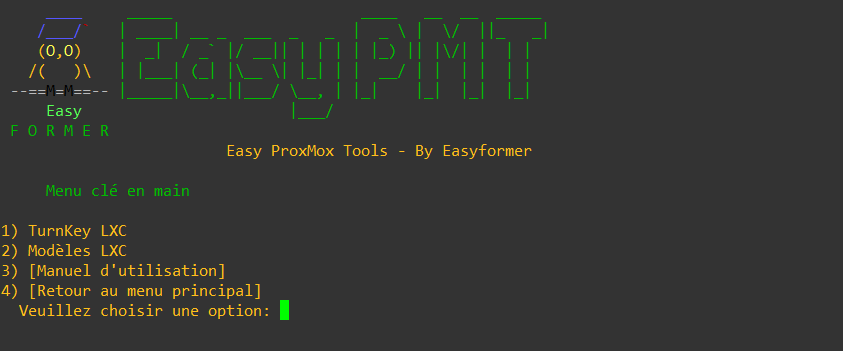 EasyPMT
(O,O)
--==M=M==--
Easy
F O R M E R
Easy ProxMox Tools - By Easyformer
Menu clé en main
1) TurnKey LXC
2) Modèles LXC
3) [Manuel d'utilisation]
4) [Retour au menu principal]
Veuillez choisir une option: